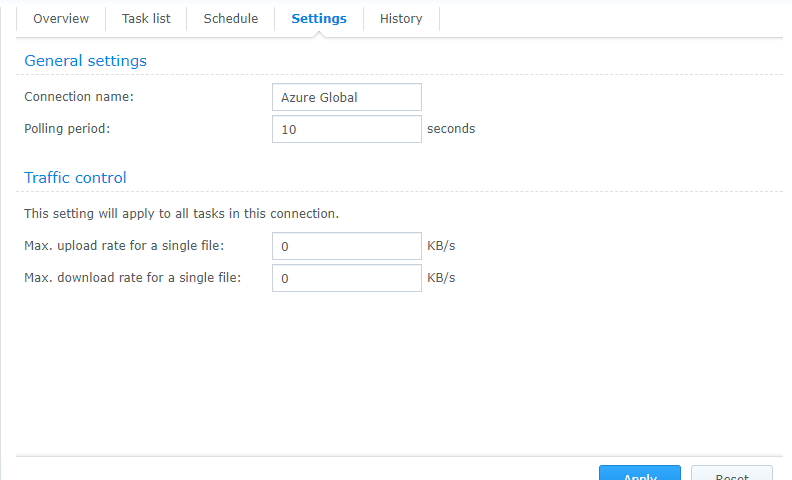 Overview Task list Schedule Settings History
General settings
Connection name: Azure Global
Polling period: 10 seconds
Traffic control
This setting will apply to all tasks in this connection.
Max. upload rate for a single file: 0 KB/s
Max. download rate for a single file: 0 KB/s
Apply Reset